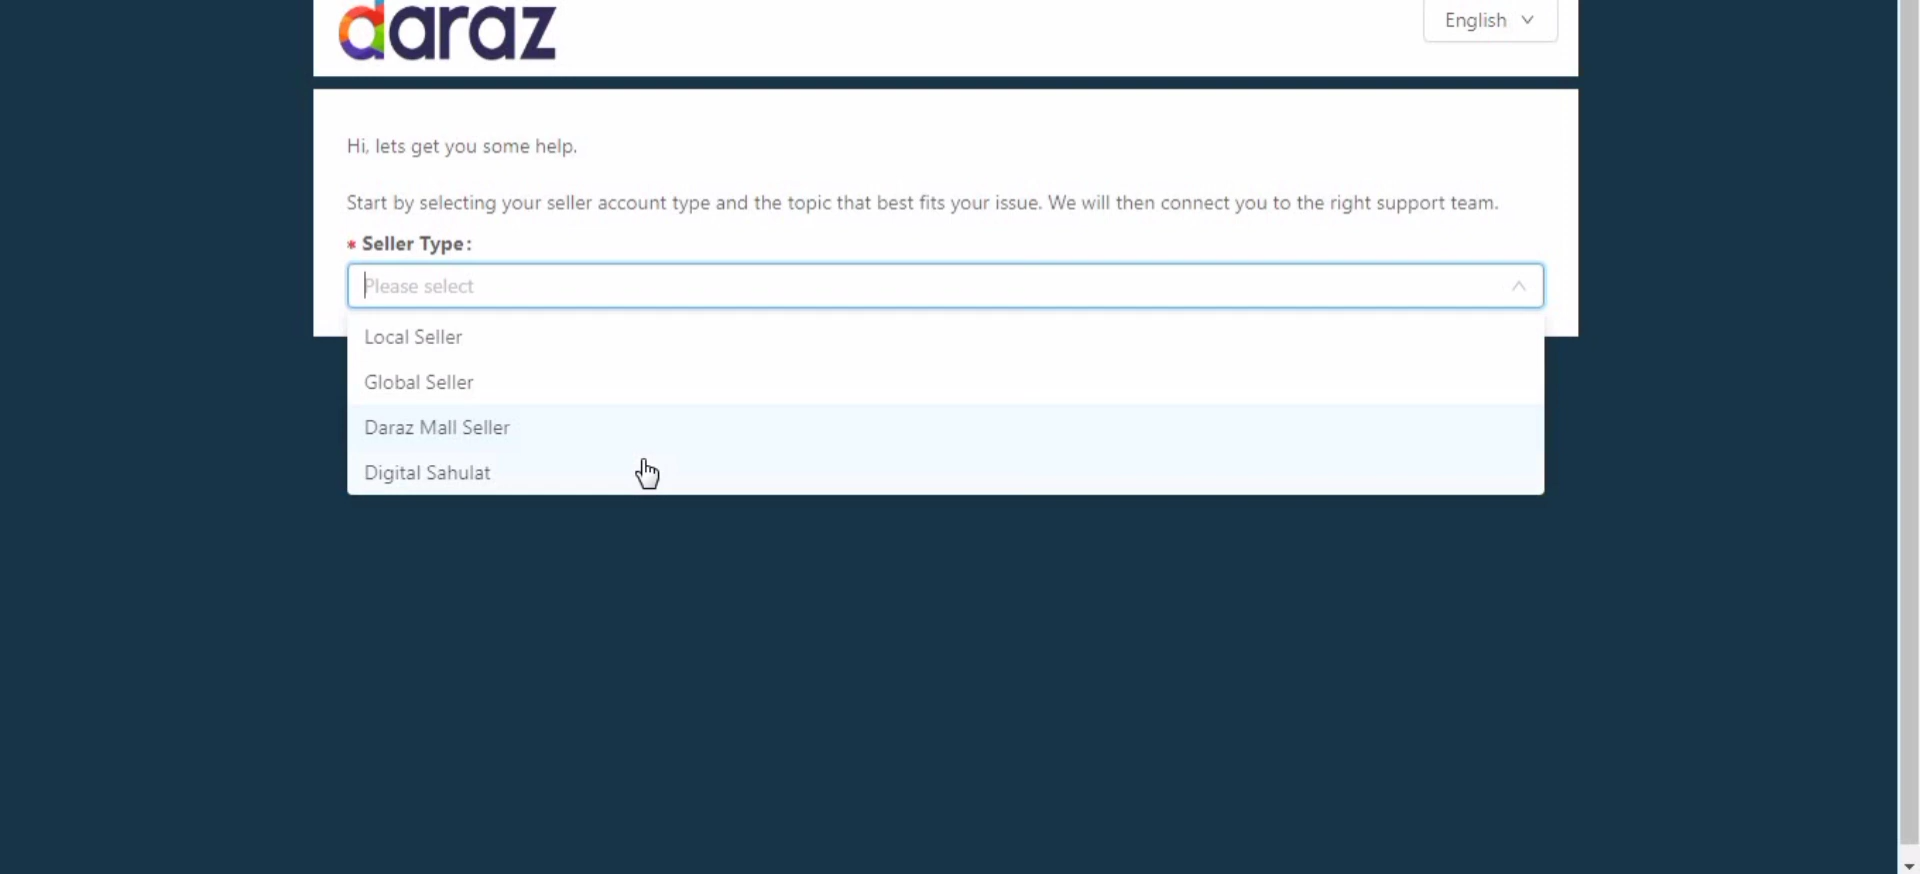 daraz
English
Hi, lets get you some help.
Start by selecting your seller account type and the topic that best fits your issue. We will then connect you to the right support team.
* Seller Type:
Please select
Local Seller
Global Seller
Daraz Mall Seller
Digital Sahulat